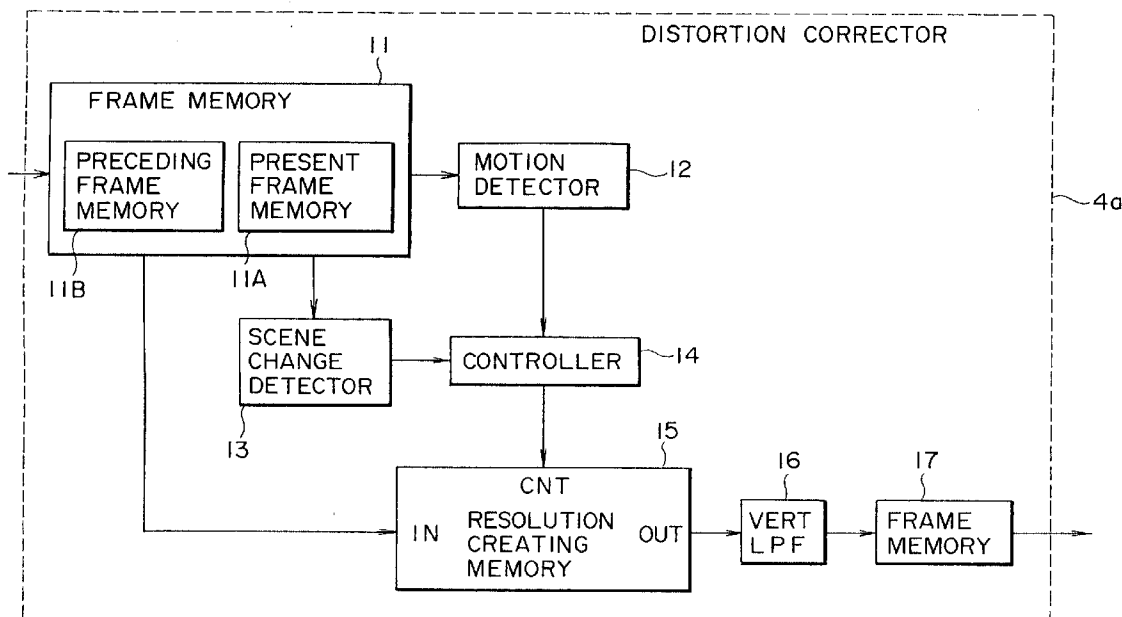 DISTORTION CORRECTOR
11
FRAME MEMORY
PRECEDING
FRAME
MEMORY
PRESENT
FRAME
MEMORY
MOTION
DETECTOR
12
4a
11B
11A
SCENE
CHANGE
DETECTOR
13
CONTROLLER
14
15
CNT
IN
RESOLUTION
CREATING
MEMORY
OUT
16
VERT
LPF
17
FRAME
MEMORY